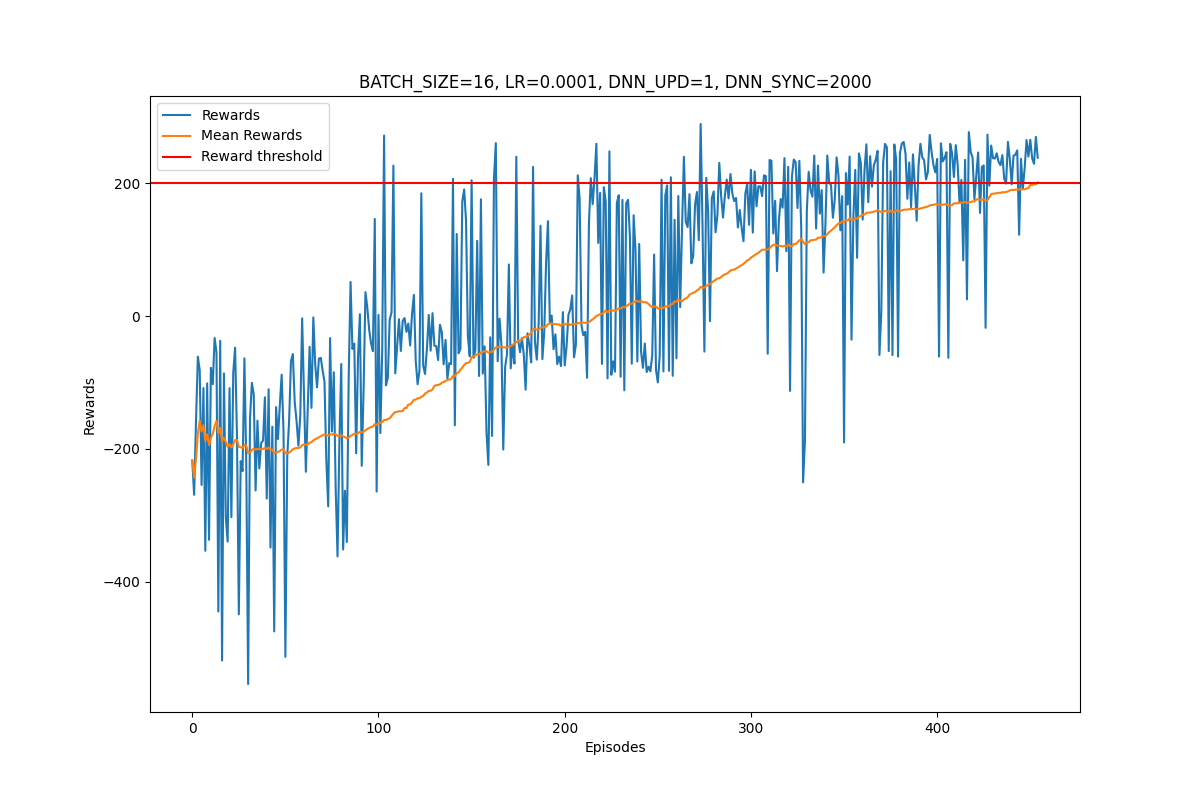 BATCH_SIZE=16, LR=0.0001, DNN_UPD=1, DNN_SYNC=2000
Rewards
Mean Rewards
Reward threshold
200
0
−200
−400
Rewards
0
100
200
300
400
Episodes